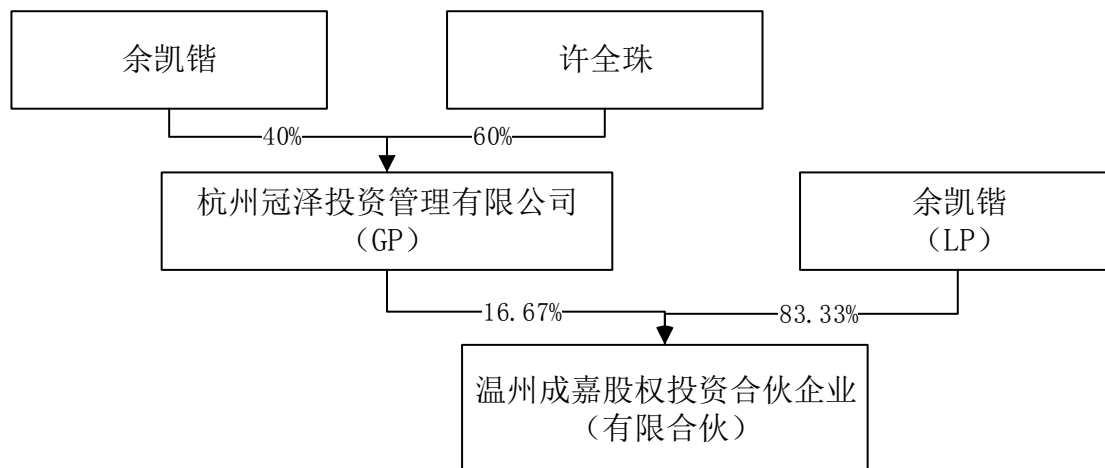 余凯锴
许全珠
40%
60%
杭州冠泽投资管理有限公司
（GP）
余凯锴
（LP）
16.67%
83.33%
温州成嘉股权投资合伙企业
（有限合伙）